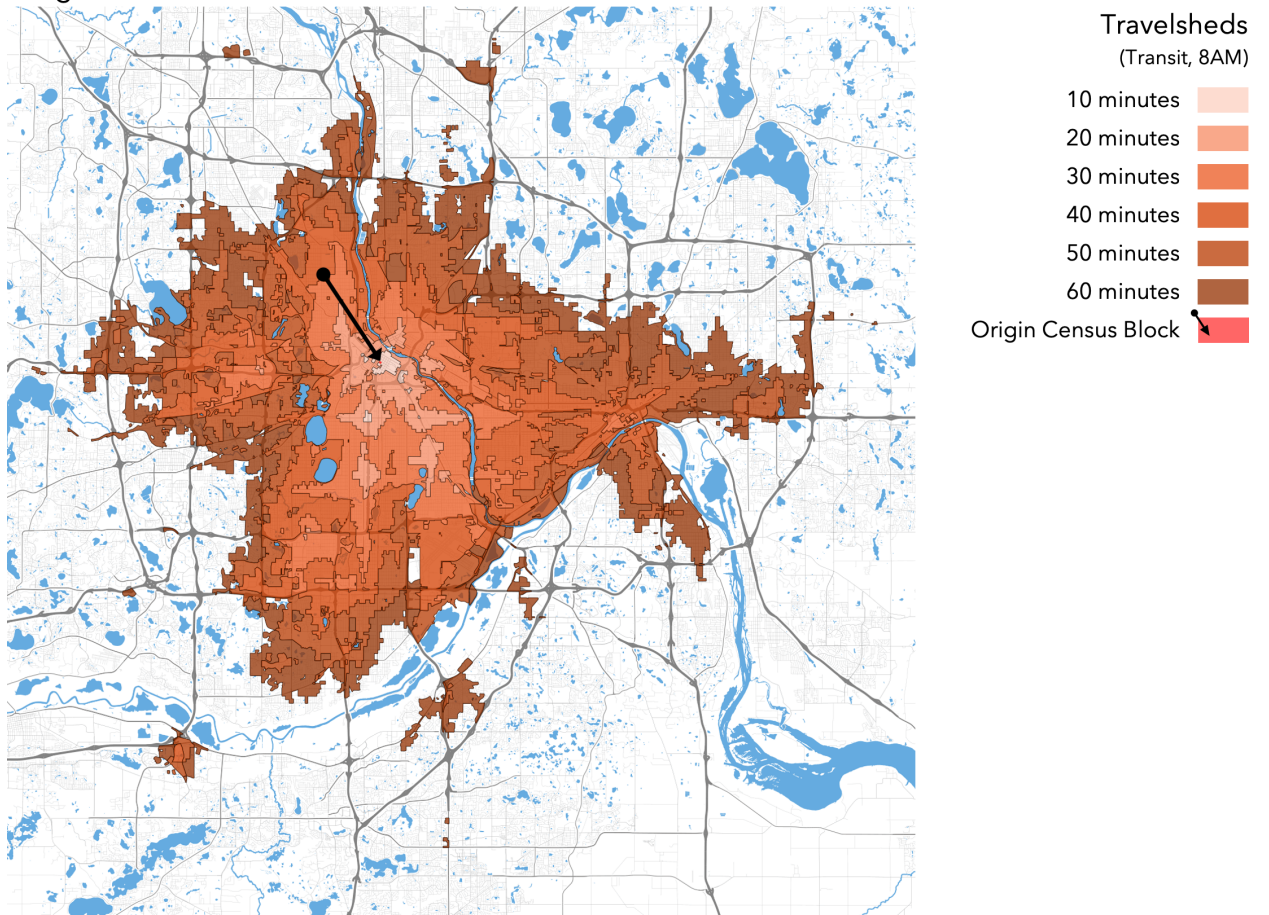 Travelsheds
(Transit, 8AM)
10 minutes
20 minutes
30 minutes
40 minutes
50 minutes
60 minutes
Origin Census Block